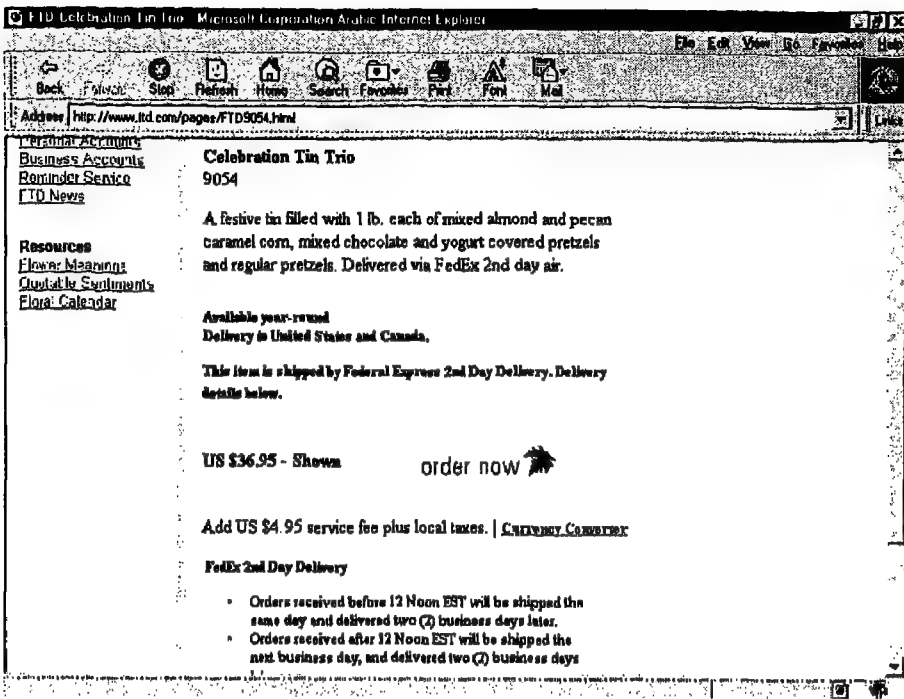 FTD Celebration Tin Trio - Microsoft Corporation Arabic Internet Explorer
File Edit View Go Favorites Help
Back Forward Stop Refresh Home Search Favorites Print Font Mail
Address http://www.ftd.com/pages/FTD9054.html Links
Personal Accounts
Business Accounts
Reminder Service
FTD News
Resources
Flower Meanings
Quotable Sentiments
Floral Calendar
Celebration Tin Trio
9054
A festive tin filled with 1 lb. each of mixed almond and pecan
caramel corn, mixed chocolate and yogurt covered pretzels
and regular pretzels. Delivered via FedEx 2nd day air.
Available year-round
Delivery in United States and Canada.
This item is shipped by Federal Express 2nd Day Delivery. Delivery
details below.
US $36.95 - Shown
order now
Add US $4.95 service fee plus local taxes. | Currency Converter
FedEx 2nd Day Delivery
• Orders received before 12 Noon EST will be shipped the
same day and delivered two (2) business days later.
• Orders received after 12 Noon EST will be shipped the
next business day, and delivered two (2) business days